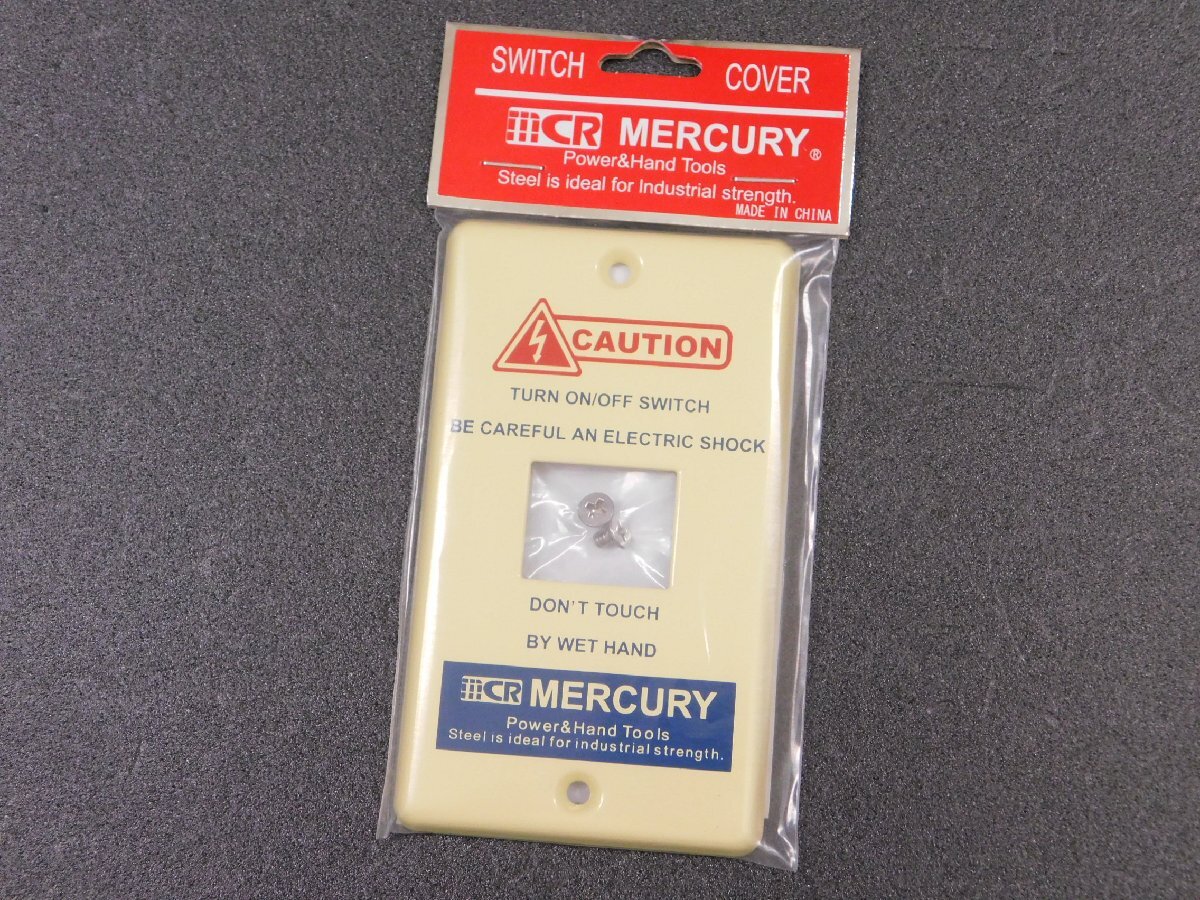 SWITCH COVER
MCR MERCURY®
Power&Hand Tools
Steel is ideal for Industrial strength.
MADE IN CHINA
CAUTION
TURN ON/OFF SWITCH
BE CAREFUL AN ELECTRIC SHOCK
DON'T TOUCH
BY WET HAND
MCR MERCURY
Power&Hand Tools
Steel is ideal for industrial strength.